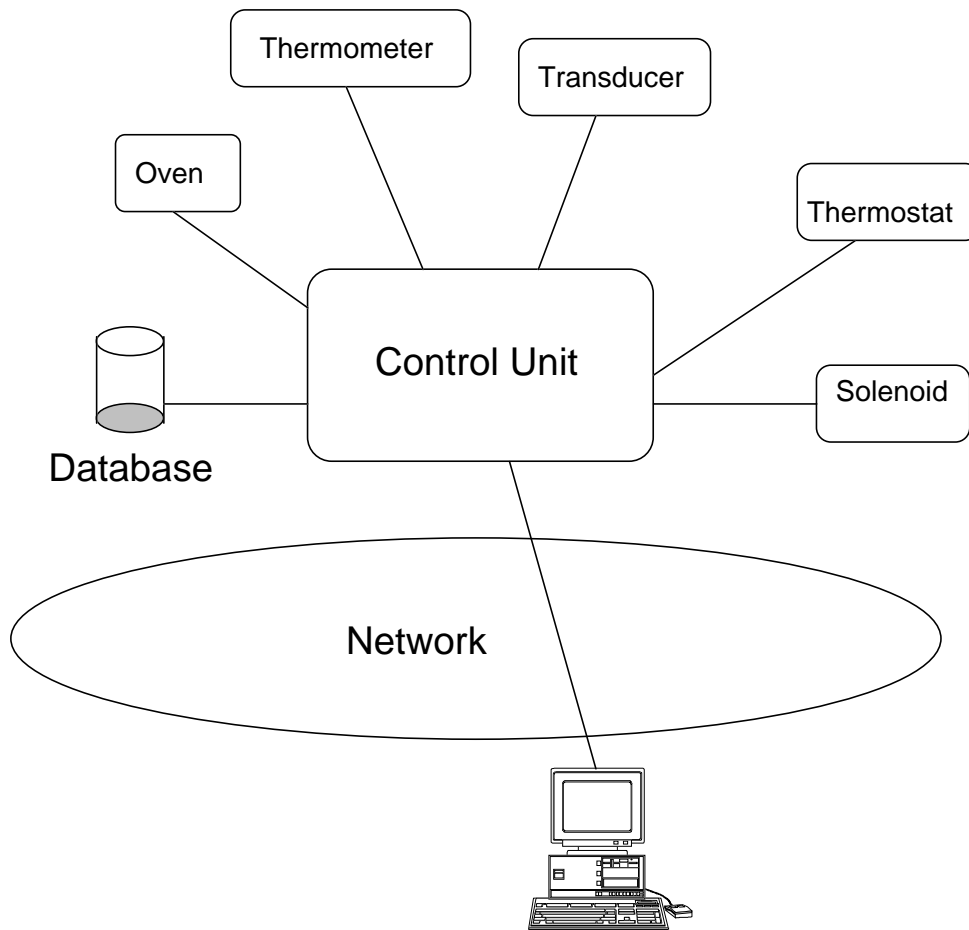 Thermometer
Transducer
Oven
Thermostat
Control Unit
Solenoid
Database
Network